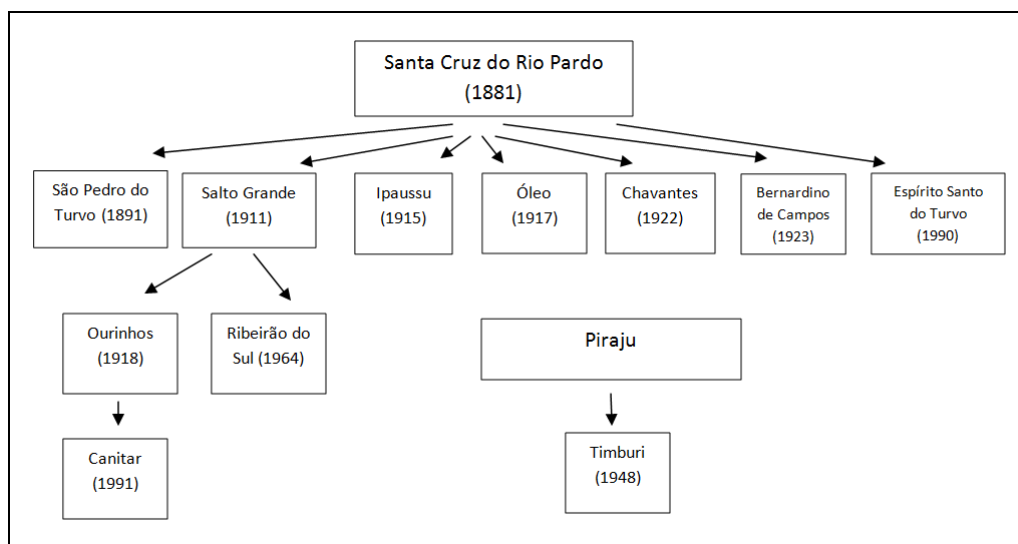 Santa Cruz do Rio Pardo
(1881)
São Pedro do
Turvo (1891)
Salto Grande
(1911)
Ipaussu
(1915)
Óleo
(1917)
Chavantes
(1922)
Bernardino
de Campos
(1923)
Espírito Santo
do Turvo
(1990)
Ourinhos
(1918)
Ribeirão do
Sul (1964)
Piraju
Canitar
(1991)
Timburi
(1948)